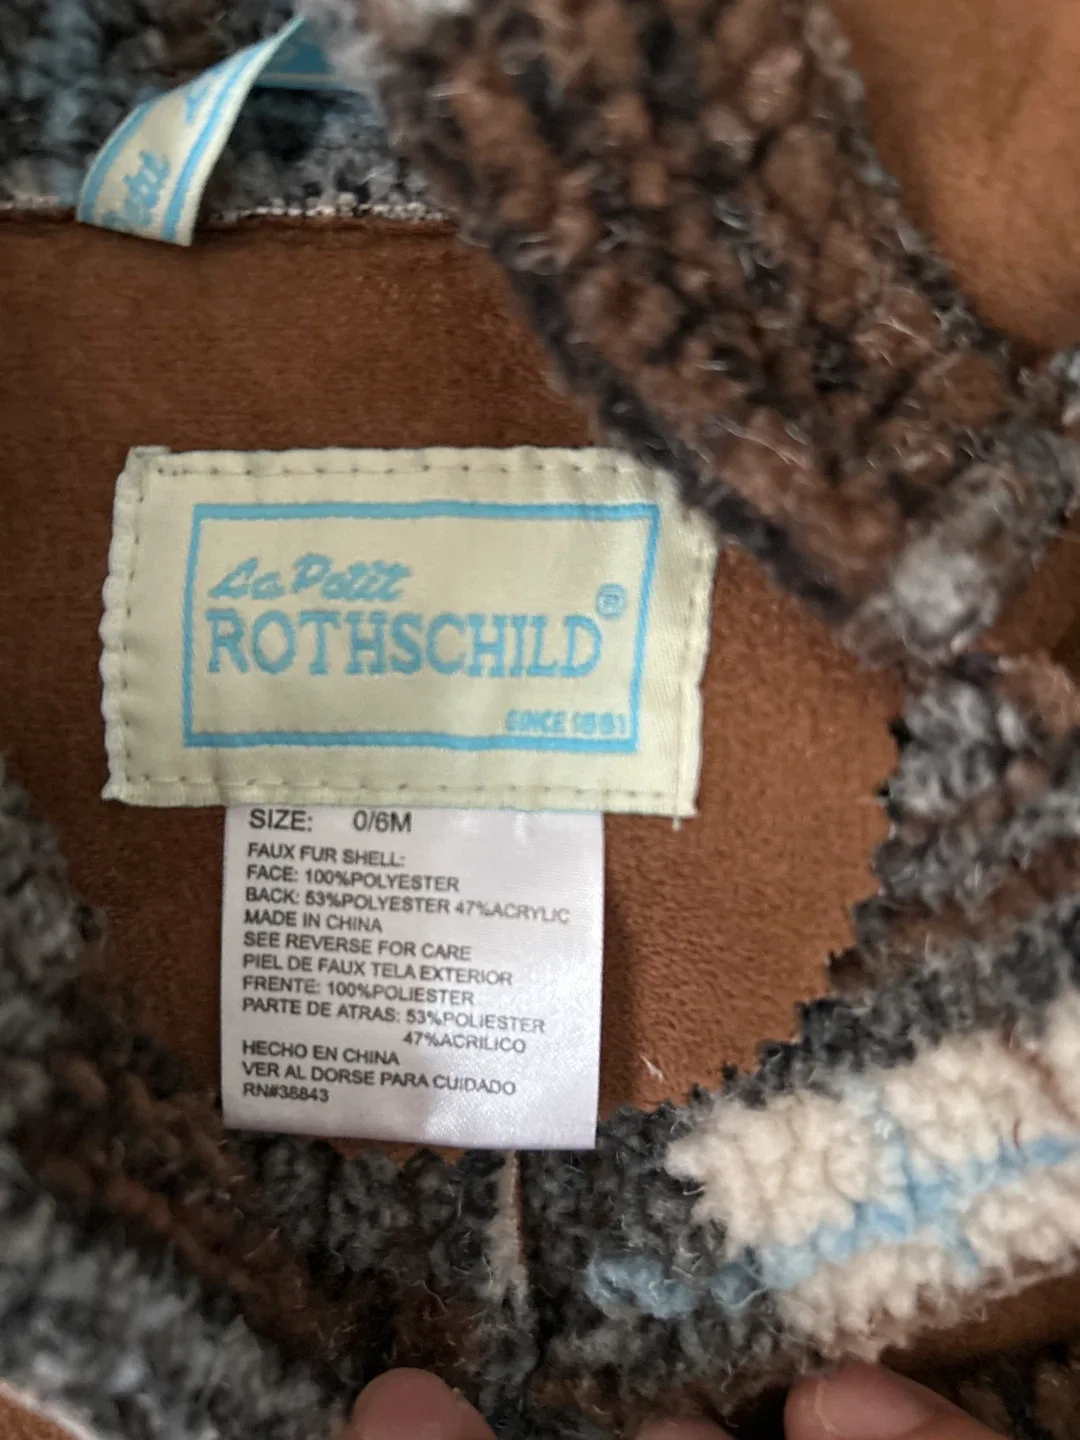 Petit
La Petit
ROTHSCHILD®
SINCE 1881
SIZE: 0/6M
FAUX FUR SHELL:
FACE: 100%POLYESTER
BACK: 53%POLYESTER 47%ACRYLIC
MADE IN CHINA
SEE REVERSE FOR CARE
PIEL DE FAUX TELA EXTERIOR
FRENTE: 100%POLIESTER
PARTE DE ATRAS: 53%POLIESTER
47%ACRILICO
HECHO EN CHINA
VER AL DORSE PARA CUIDADO
RN#38843